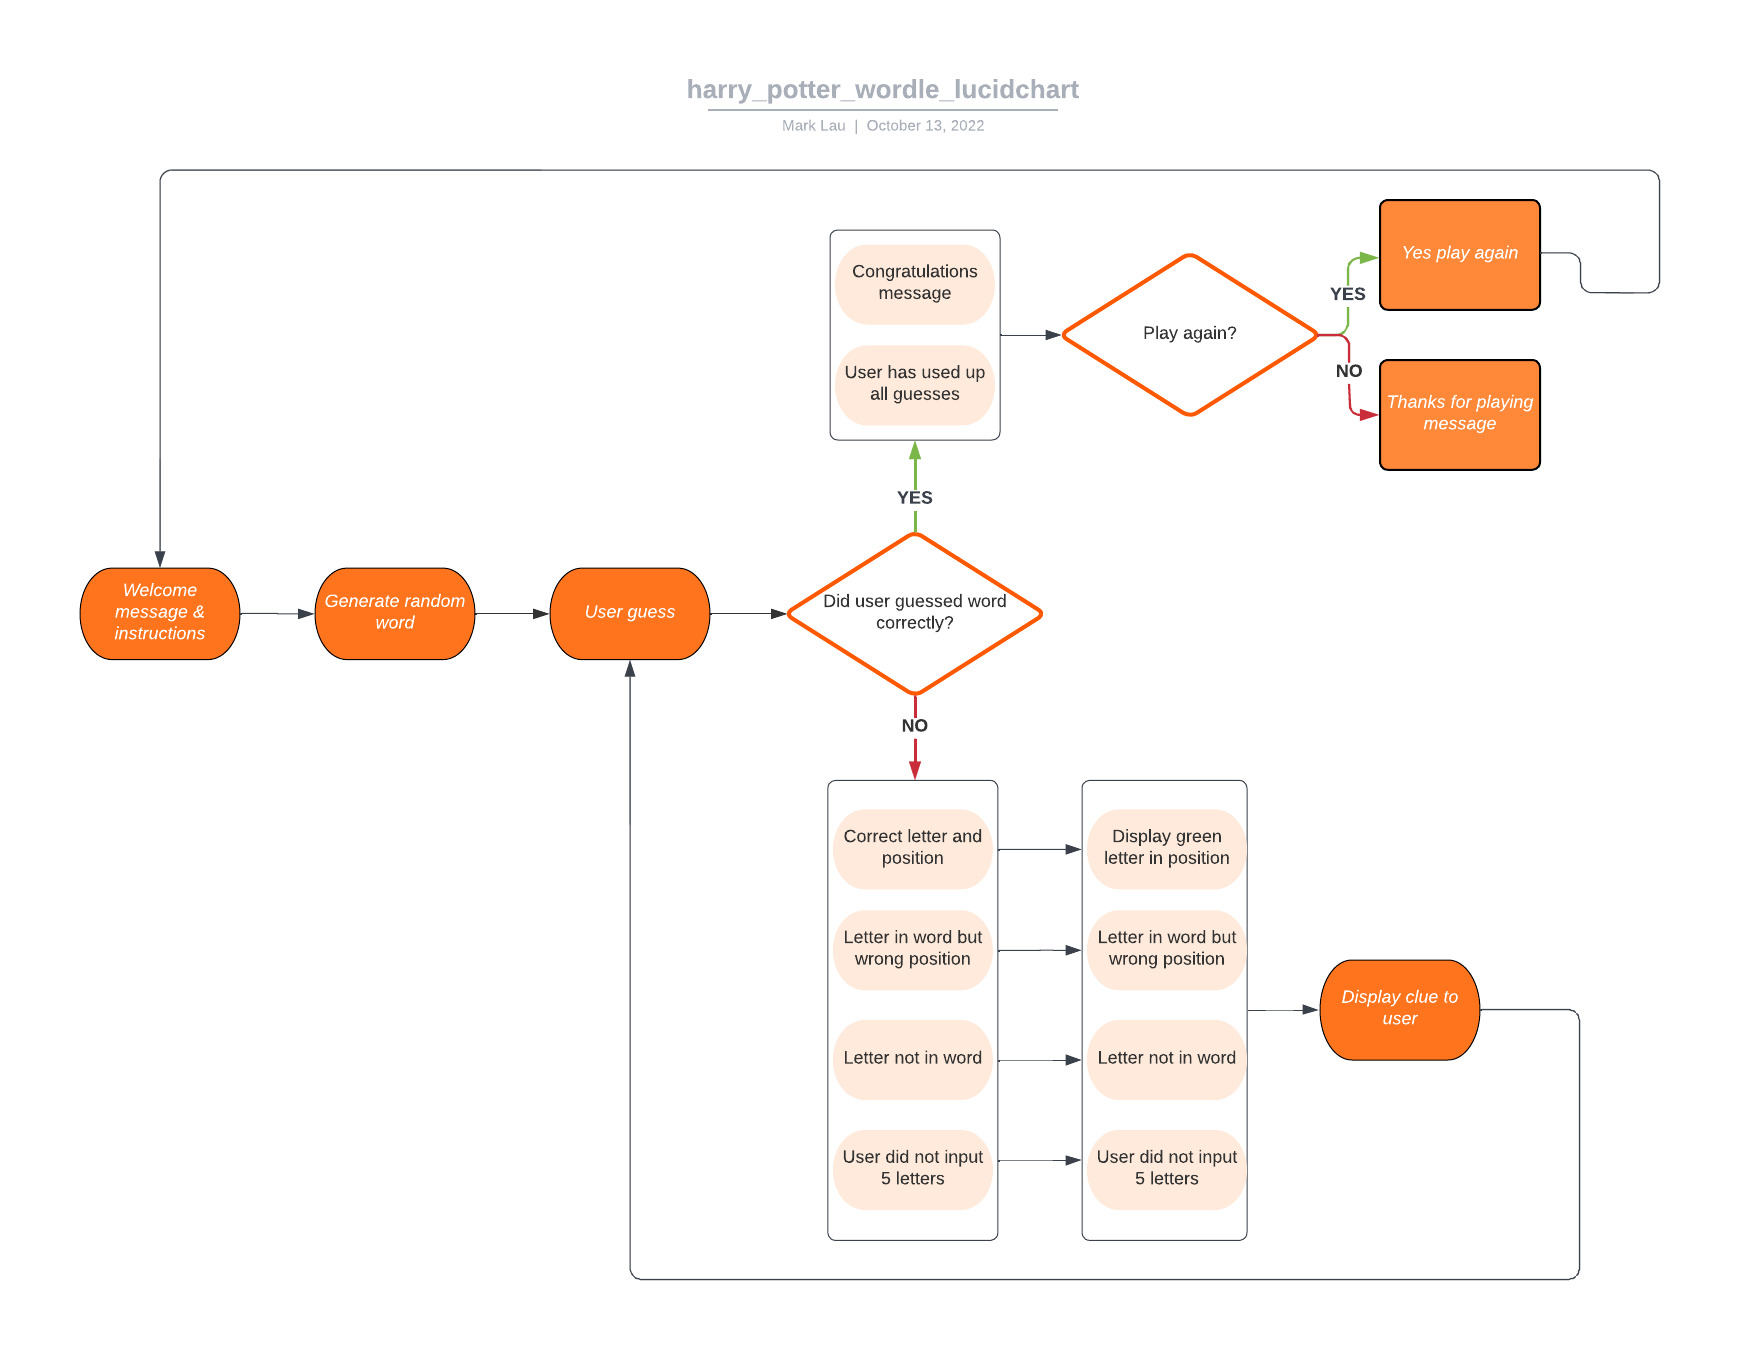 harry_potter_wordle_lucidchart
Mark Lau | October 13, 2022
Congratulations
message
User has used up
all guesses
Play again?
YES
Yes play again
NO
Thanks for playing
message
YES
Welcome
message &
instructions
Generate random
word
User guess
Did user guessed word
correctly?
NO
Correct letter and
position
Display green
letter in position
Letter in word but
wrong position
Letter in word but
wrong position
Letter not in word
Letter not in word
User did not input
5 letters
User did not input
5 letters
Display clue to
user